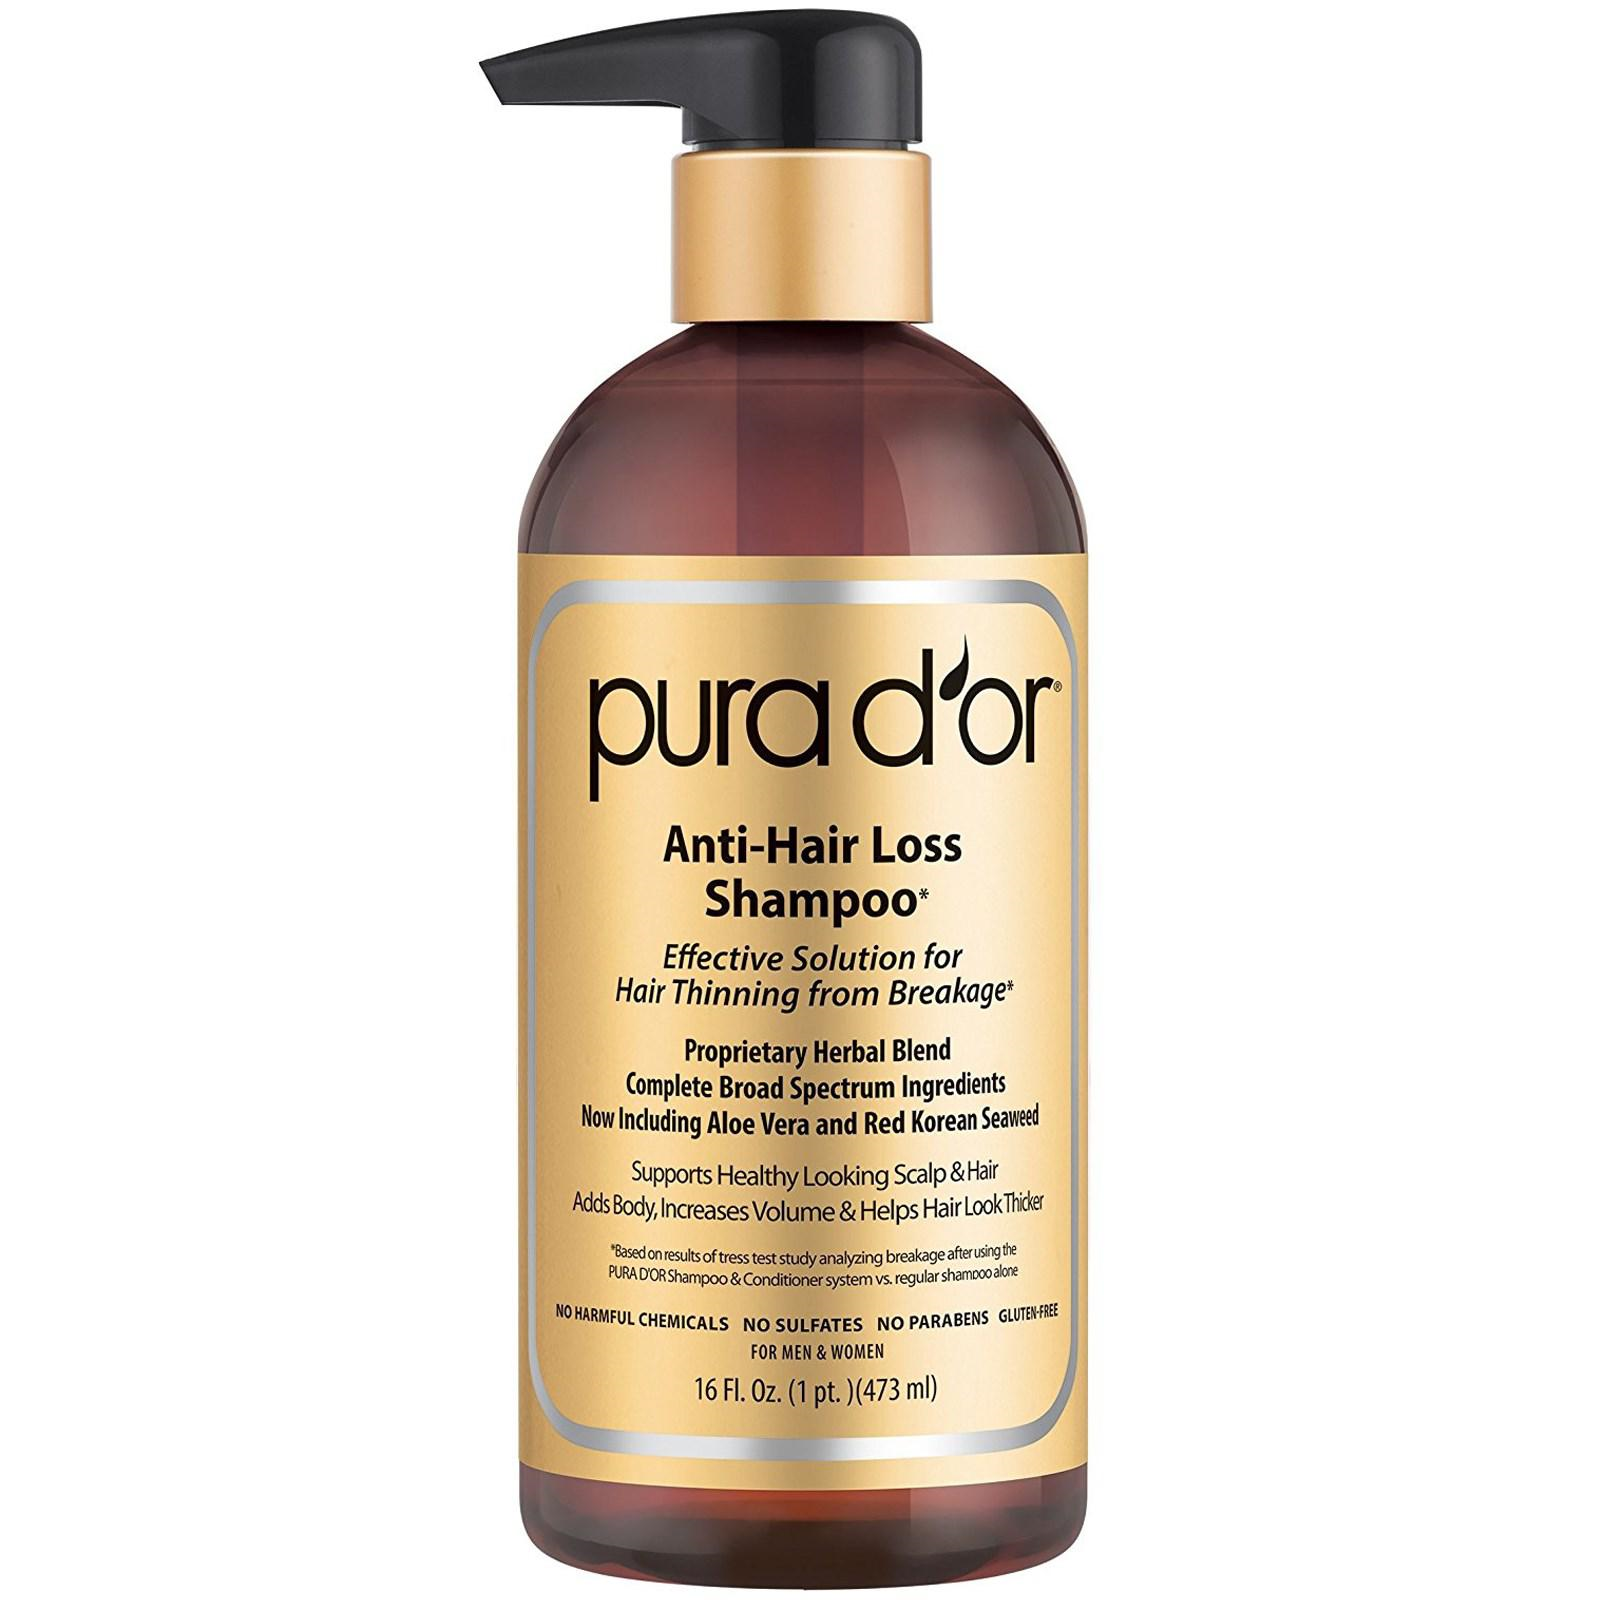 pura d'or®
Anti-Hair Loss
Shampoo*
Effective Solution for
Hair Thinning from Breakage*
Proprietary Herbal Blend
Complete Broad Spectrum Ingredients
Now Including Aloe Vera and Red Korean Seaweed
Supports Healthy Looking Scalp & Hair
Adds Body, Increases Volume & Helps Hair Look Thicker
*Based on results of tress test study analyzing breakage after using the
PURA D'OR Shampoo & Conditioner system vs. regular shampoo alone
NO HARMFUL CHEMICALS NO SULFATES NO PARABENS GLUTEN-FREE
FOR MEN & WOMEN
16 Fl. Oz. (1 pt. )(473 ml)